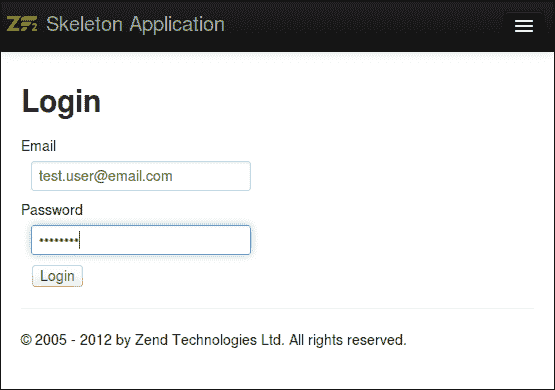 ZF2 Skeleton Application
Login
Email
test.user@email.com
Password
••••••••
Login
© 2005 - 2012 by Zend Technologies Ltd. All rights reserved.